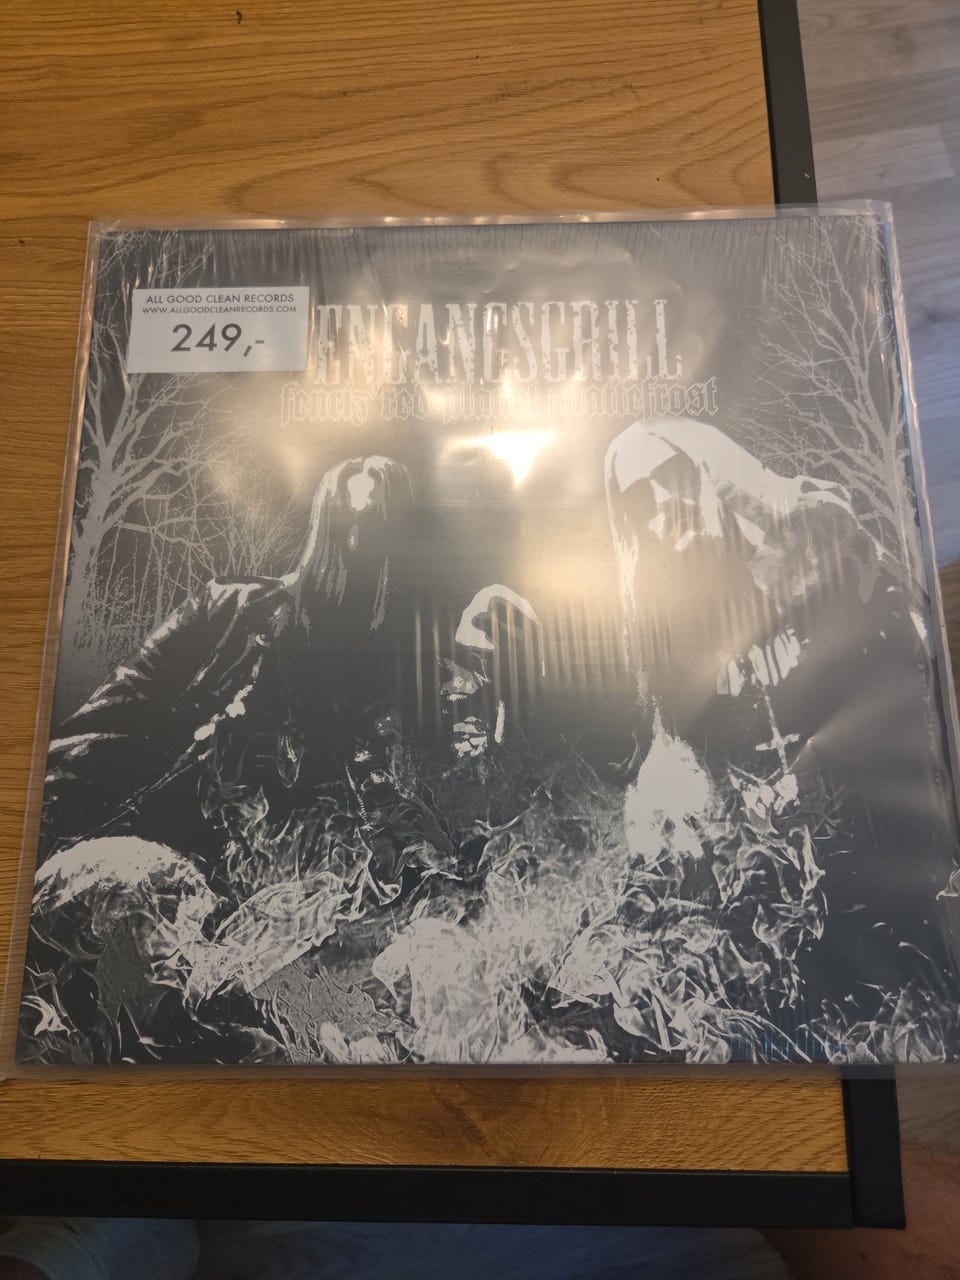 ALL GOOD CLEAN RECORDS
WWW.ALLGOODCLEANRECORDS.COM
249,-
ENGANGSGRILL
fenriz red planet nattefrost